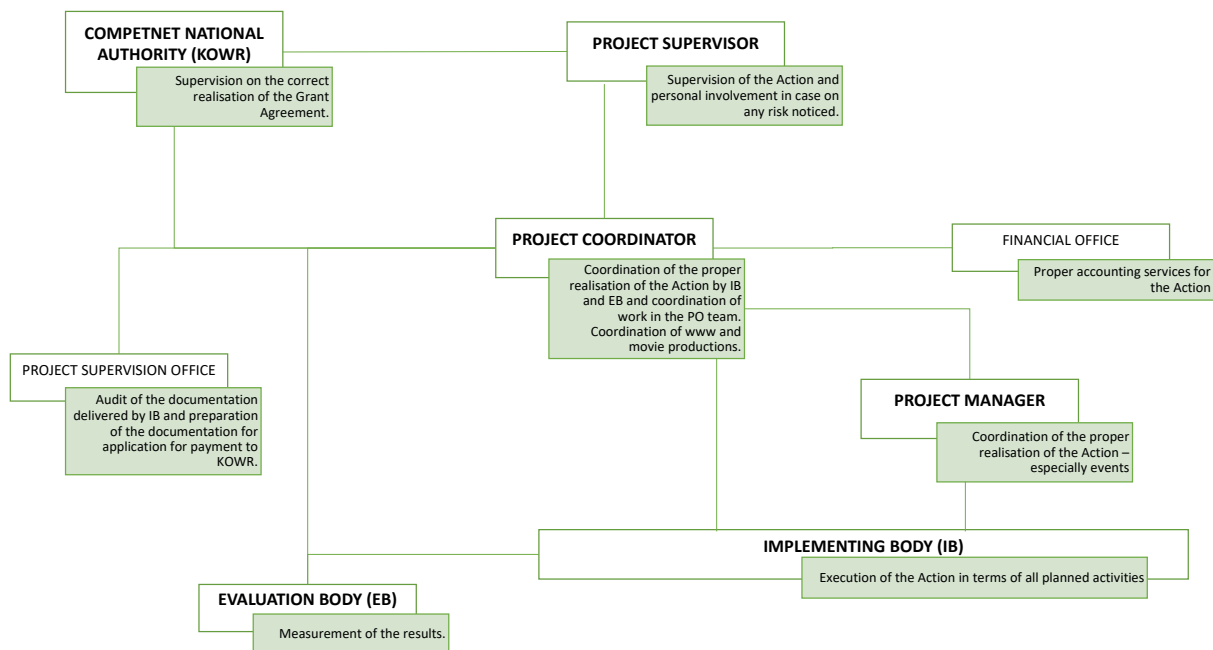 COMPETNET NATIONAL
AUTHORITY (KOWR)
Supervision on the correct
realisation of the Grant
Agreement.
PROJECT SUPERVISOR
Supervision of the Action and
personal involvement in case on
any risk noticed.
PROJECT COORDINATOR
Coordination of the proper
realisation of the Action by IB
and EB and coordination of
work in the PO team.
Coordination of www and
movie productions.
FINANCIAL OFFICE
Proper accounting services for
the Action
PROJECT SUPERVISION OFFICE
Audit of the documentation
delivered by IB and preparation
of the documentation for
application for payment to
KOWR.
PROJECT MANAGER
Coordination of the proper
realisation of the Action –
especially events
IMPLEMENTING BODY (IB)
Execution of the Action in terms of all planned activities
EVALUATION BODY (EB)
Measurement of the results.